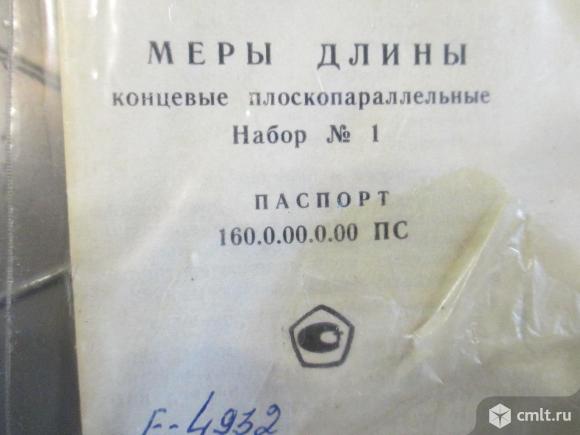 МЕРЫ ДЛИНЫ
концевые плоскопараллельные
Набор № 1
ПАСПОРТ
160.0.00.0.00 ПС
4932
cmlt.ru